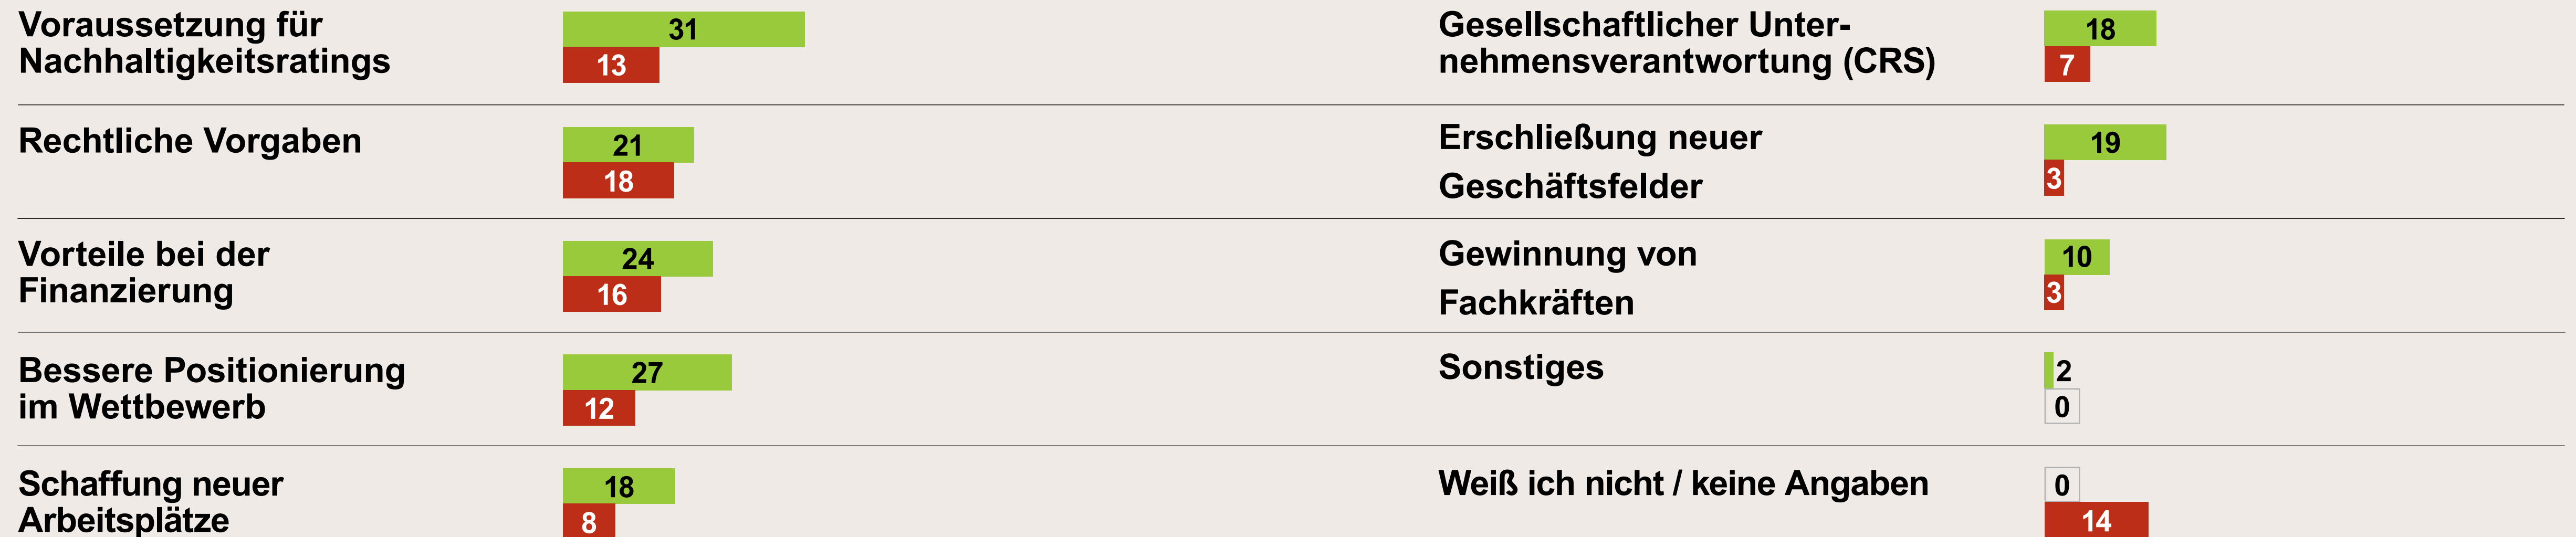 Voraussetzung für
Nachhaltigkeitsratings
31
13
Rechtliche Vorgaben
21
18
Vorteile bei der
Finanzierung
24
16
Bessere Positionierung
im Wettbewerb
27
12
Schaffung neuer
Arbeitsplätze
18
8
Gesellschaftlicher Unter-
nehmensverantwortung (CRS)
18
7
Erschließung neuer
Geschäftsfelder
19
3
Gewinnung von
Fachkräften
10
3
Sonstiges
2
0
Weiß ich nicht / keine Angaben
0
14